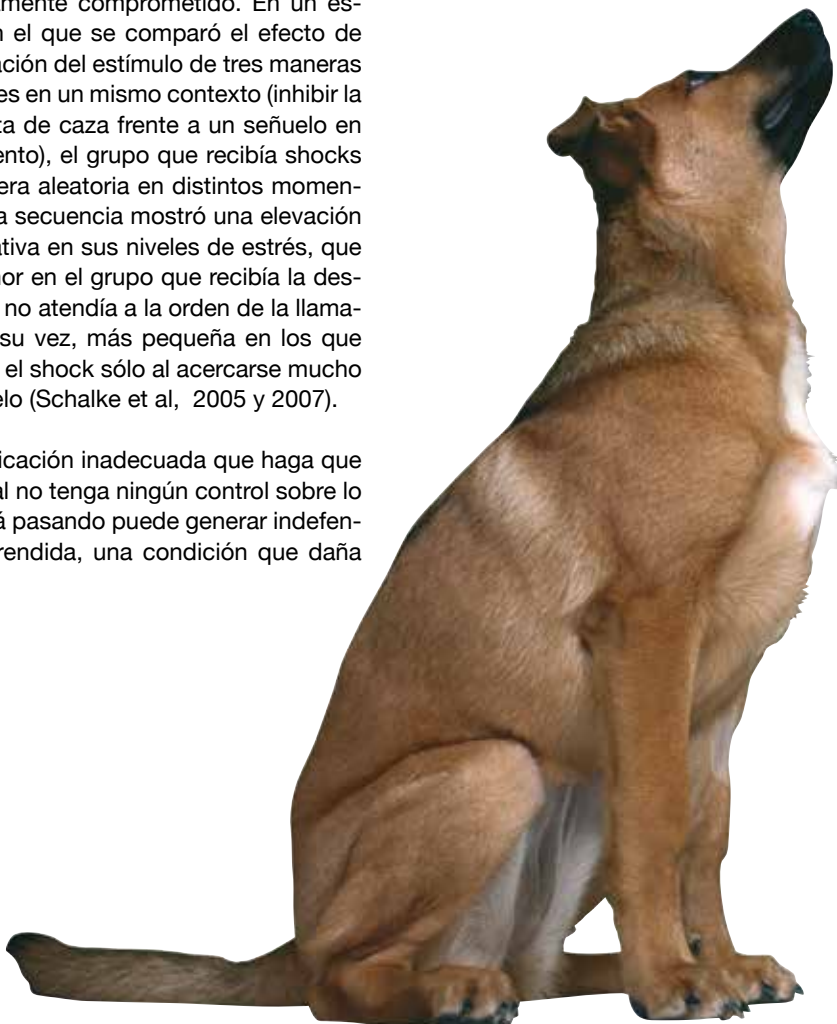 amente comprometido. En un es-
n el que se comparó el efecto de
ación del estímulo de tres maneras
es en un mismo contexto (inhibir la
ta de caza frente a un señuelo en
ento), el grupo que recibía shocks
era aleatoria en distintos momen-
a secuencia mostró una elevación
ativa en sus niveles de estrés, que
nor en el grupo que recibía la des-
no atendía a la orden de la llama-
su vez, más pequeña en los que
el shock sólo al acercarse mucho
elo (Schalke et al, 2005 y 2007).
icación inadecuada que haga que
al no tenga ningún control sobre lo
á pasando puede generar indefen-
rendida, una condición que daña